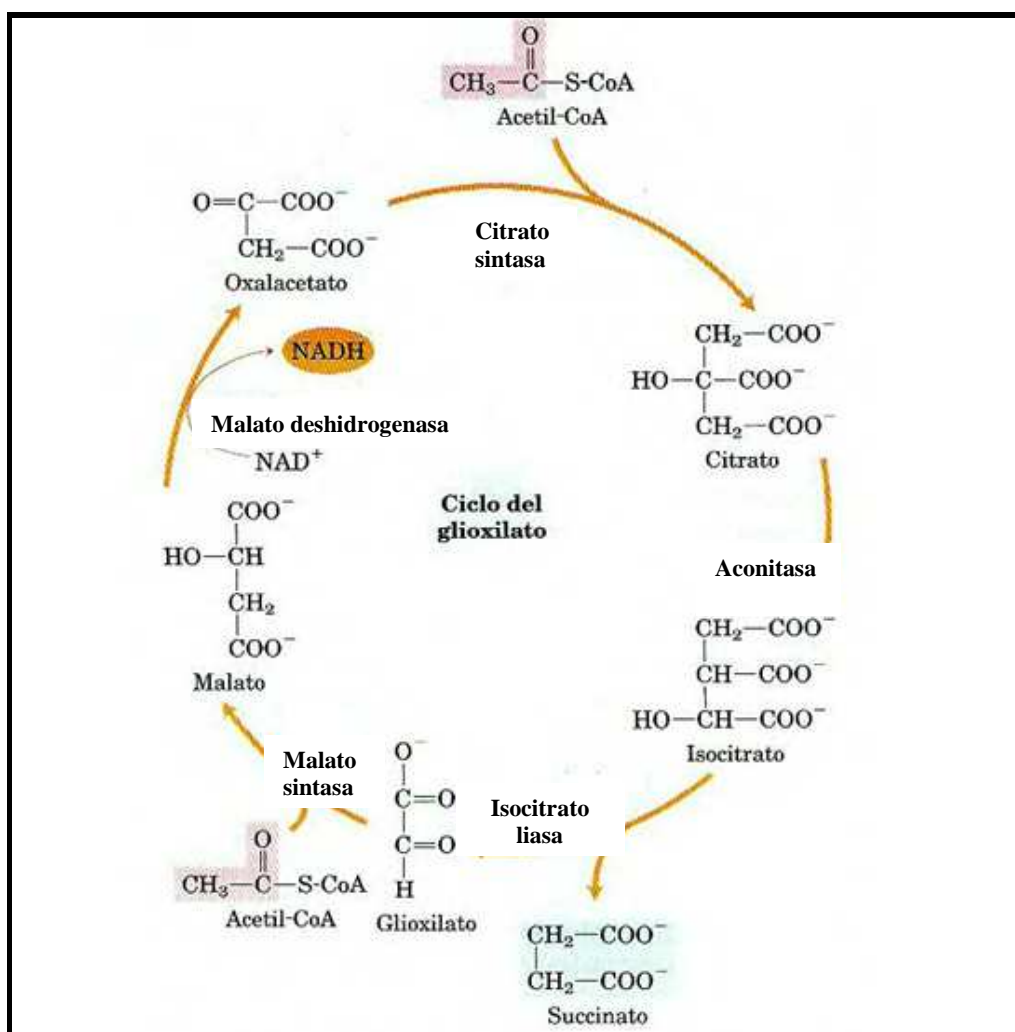 O
CH₃—C—S-CoA
Acetil-CoA
O=C—COO⁻
CH₂—COO⁻
Oxalacetato
Citrato
sintasa
NADH
CH₂—COO⁻
HO—C—COO⁻
CH₂—COO⁻
Citrato
Malato deshidrogenasa
NAD⁺
Ciclo del
glioxilato
COO⁻
HO—CH
CH₂
COO⁻
Malato
Aconitasa
CH₂—COO⁻
CH—COO⁻
HO—CH—COO⁻
Isocitrato
Malato
sintasa
O⁻
C=O
C=O
H
Glioxilato
Isocitrato
liasa
O
CH₃—C—S-CoA
Acetil-CoA
CH₂—COO⁻
CH₂—COO⁻
Succinato